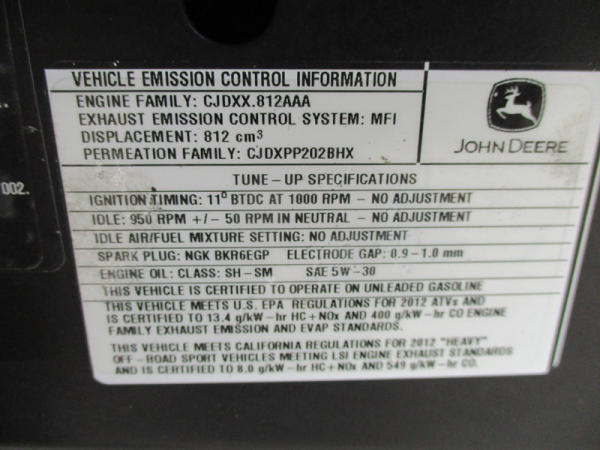 VEHICLE EMISSION CONTROL INFORMATION
ENGINE FAMILY: CJDXX.812AAA
EXHAUST EMISSION CONTROL SYSTEM: MFI
DISPLACEMENT: 812 cm³
PERMEATION FAMILY: CJDXPP202BHX
JOHN DEERE
002.
TUNE-UP SPECIFICATIONS
IGNITION TIMING: 11° BTDC AT 1000 RPM - NO ADJUSTMENT
IDLE: 950 RPM +/- 50 RPM IN NEUTRAL - NO ADJUSTMENT
IDLE AIR/FUEL MIXTURE SETTING: NO ADJUSTMENT
SPARK PLUG: NGK BKR6EGP ELECTRODE GAP: 0.9-1.0 mm
ENGINE OIL: CLASS: SH-SM SAE 5W-30
THIS VEHICLE IS CERTIFIED TO OPERATE ON UNLEADED GASOLINE
THIS VEHICLE MEETS U.S. EPA REGULATIONS FOR 2012 ATVs AND
IS CERTIFIED TO 13.4 g/kW-hr HC+NOx AND 400 g/kW-hr CO ENGINE
FAMILY EXHAUST EMISSION AND EVAP STANDARDS.
THIS VEHICLE MEETS CALIFORNIA REGULATIONS FOR 2012 "HEAVY"
OFF-ROAD SPORT VEHICLES MEETING LSI ENGINE EXHAUST STANDARDS
AND IS CERTIFIED TO 8.0 g/kW-hr HC+NOx AND 549 g/kW-hr CO.